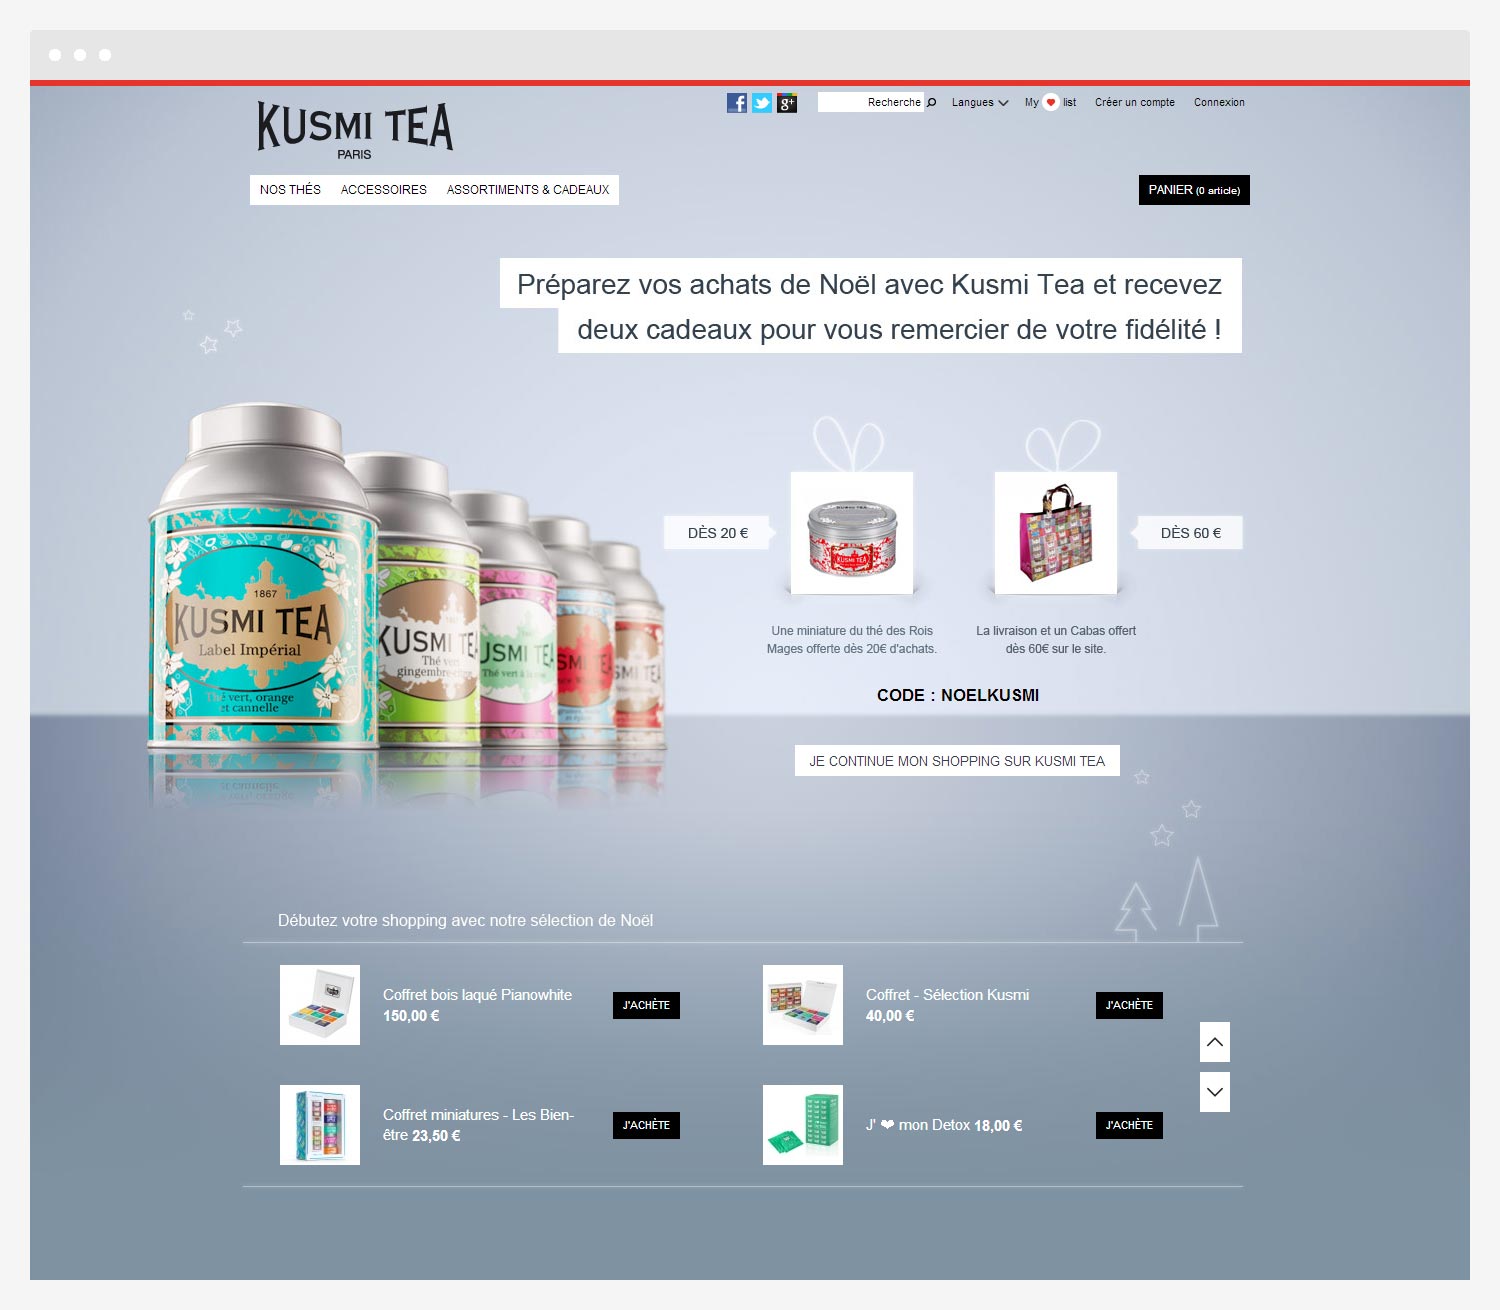 KUSMI TEA
PARIS
Recherche
Langues
My list
Créer un compte
Connexion
NOS THÉS
ACCESSOIRES
ASSORTIMENTS & CADEAUX
PANIER (0 article)
Préparez vos achats de Noël avec Kusmi Tea et recevez
deux cadeaux pour vous remercier de votre fidélité !
1867
KUSMI TEA
Label Impérial
Thé vert, orange
et cannelle
KUSMI TEA
Thé vert
KUSMI TEA
DÈS 20 €
KUSMI TEA
DÈS 60 €
Une miniature du thé des Rois
Mages offerte dès 20€ d'achats.
La livraison et un Cabas offert
dès 60€ sur le site.
CODE : NOELKUSMI
JE CONTINUE MON SHOPPING SUR KUSMI TEA
Débutez votre shopping avec notre sélection de Noël
Coffret bois laqué Pianowhite
150,00 €
J'ACHÈTE
Coffret - Sélection Kusmi
40,00 €
J'ACHÈTE
Coffret miniatures - Les Bien-
être 23,50 €
J'ACHÈTE
J' ❤ mon Detox 18,00 €
J'ACHÈTE